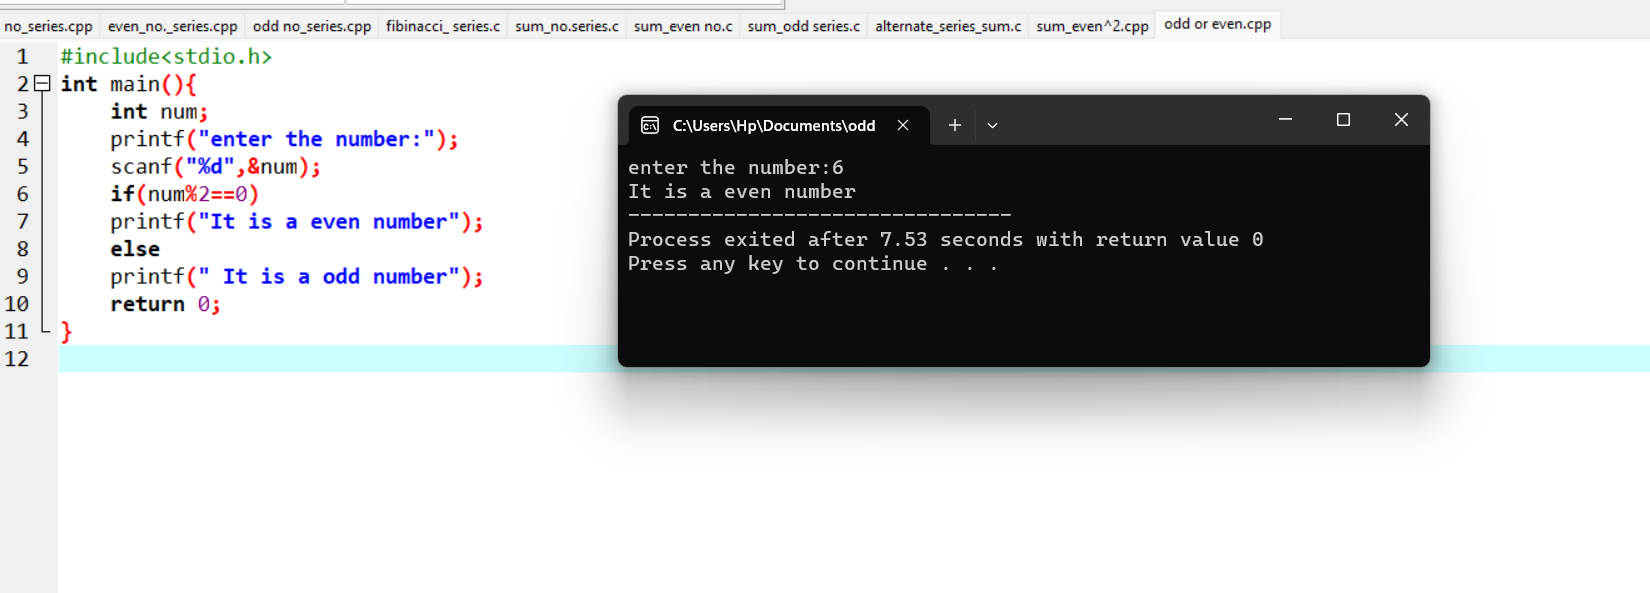 no_series.cpp even_no._series.cpp odd no_series.cpp fibinacci_ series.c sum_no.series.c sum_even no.c sum_odd series.c alternate_series_sum.c sum_even^2.cpp odd or even.cpp
1 #include<stdio.h>
2 int main(){
3 int num;
4 printf("enter the number:");
5 scanf("%d",&num);
6 if(num%2==0)
7 printf("It is a even number");
8 else
9 printf(" It is a odd number");
10 return 0;
11 }
12
C:\Users\Hp\Documents\odd
enter the number:6
It is a even number
--------------------------------
Process exited after 7.53 seconds with return value 0
Press any key to continue . . .